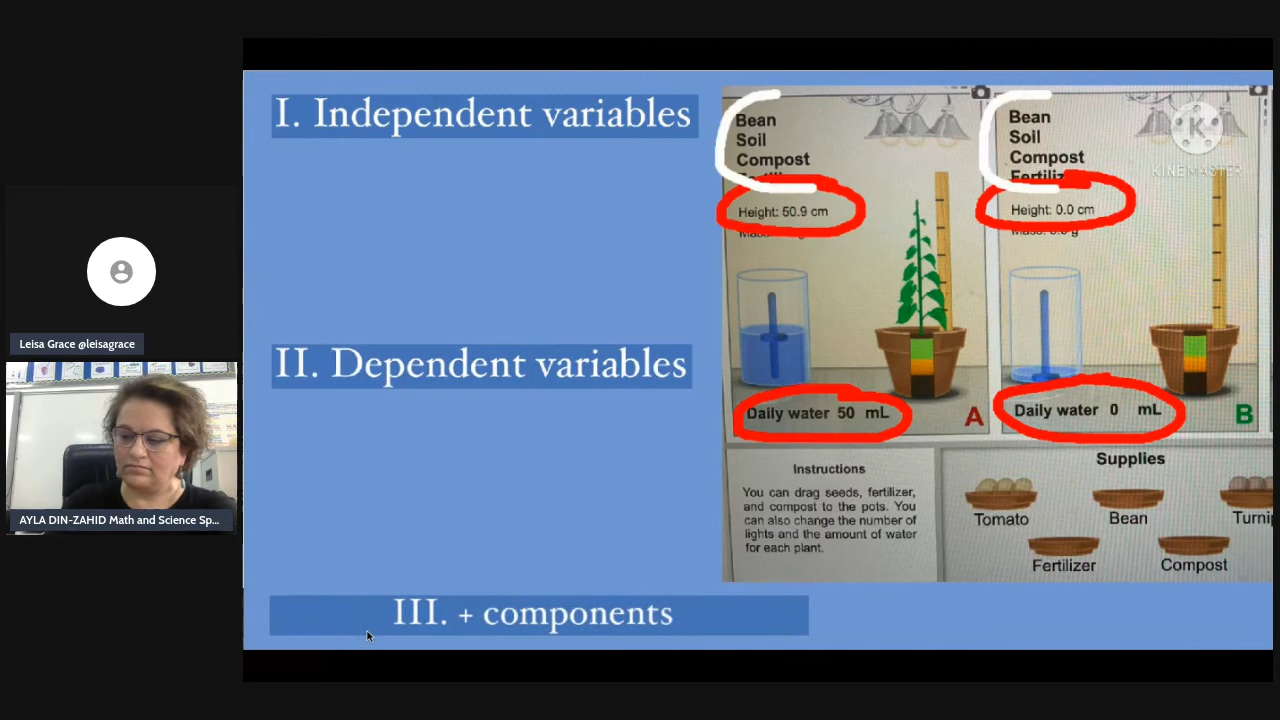 I. Independent variables
II. Dependent variables
III. + components
Bean
Soil
Compost
Height: 50.9 cm
Daily water 50 mL
A
Bean
Soil
Compost
Fertiliz
Height: 0.0 cm
Daily water 0 mL
B
K
KINEMASTER
Instructions
You can drag seeds, fertilizer,
and compost to the pots. You
can also change the number of
lights and the amount of water
for each plant.
Supplies
Tomato
Bean
Turnip
Fertilizer
Compost
Leisa Grace @leisagrace
AYLA DIN-ZAHID Math and Science Sp...